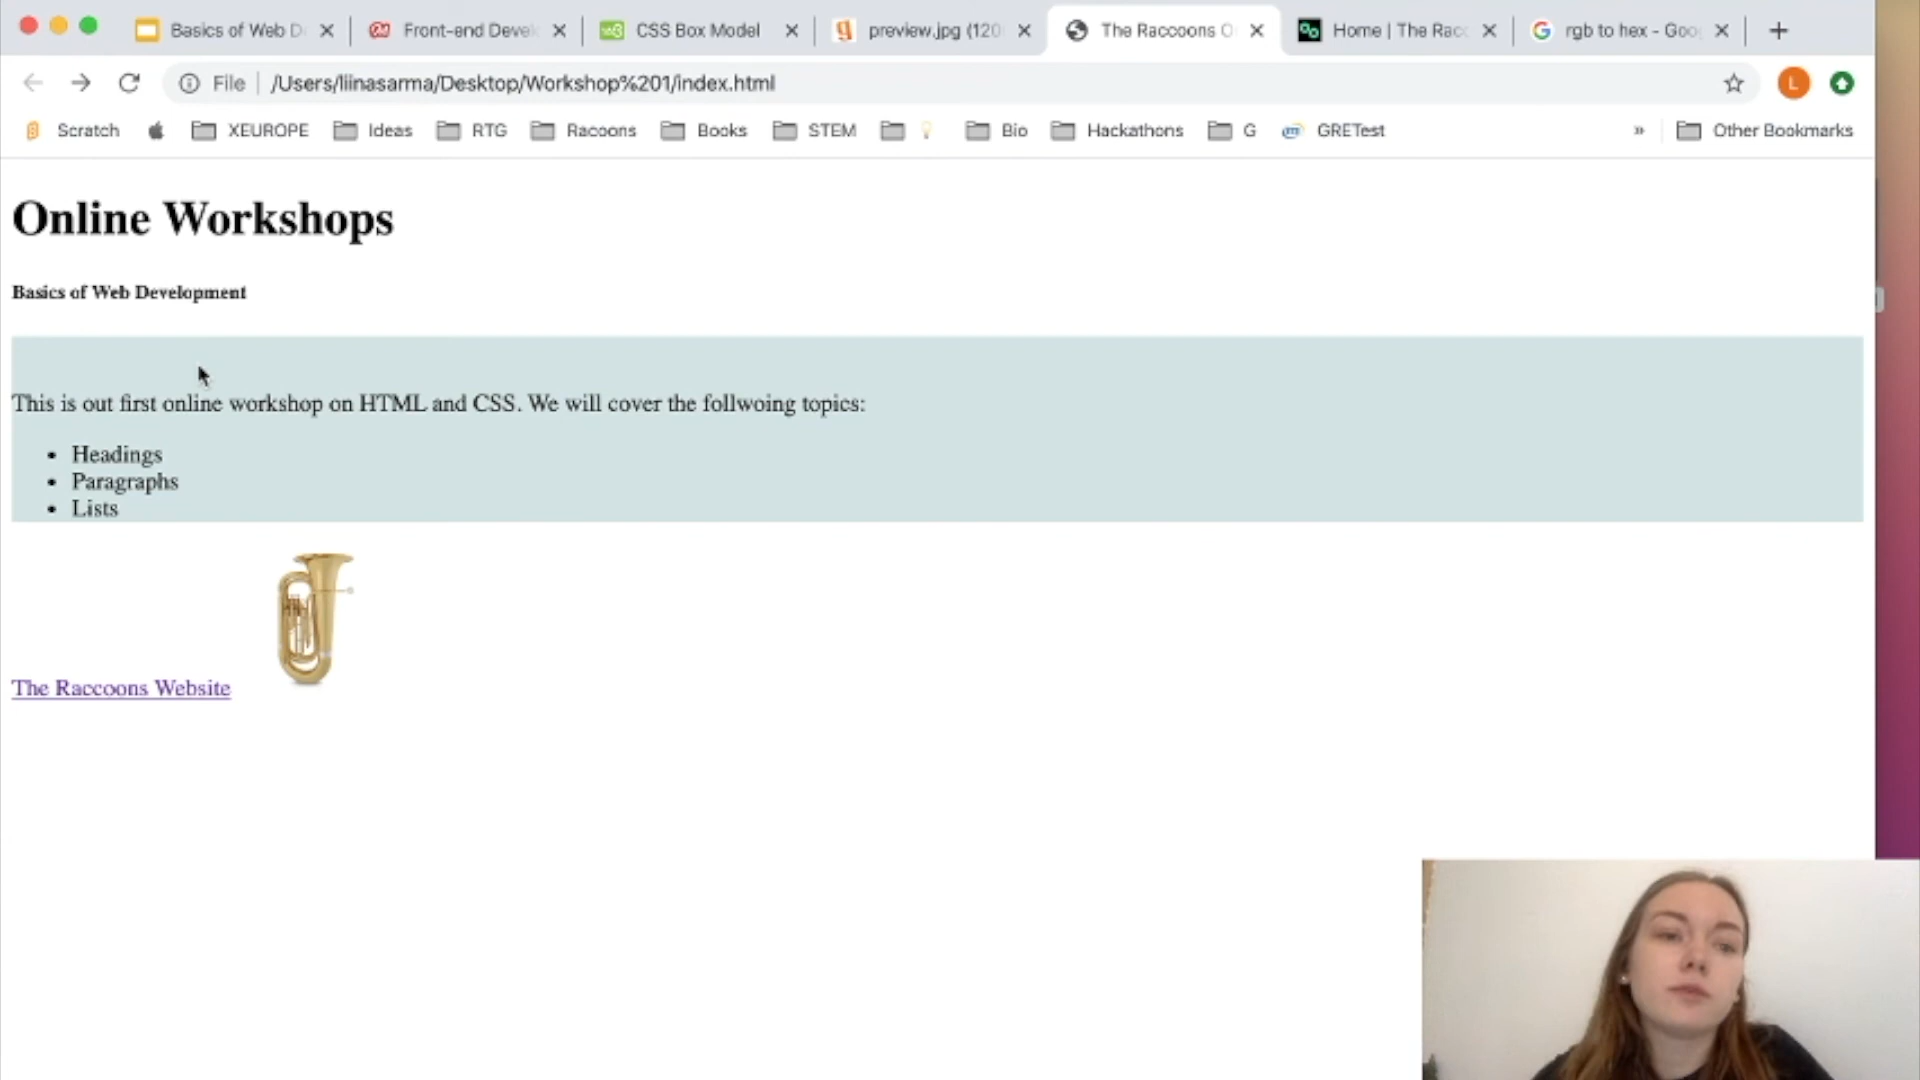 Basics of Web D
Front-end Devel
CSS Box Model
preview.jpg (120
The Raccoons O
Home | The Racc
rgb to hex - Goo
File
/Users/liinasarma/Desktop/Workshop%201/index.html
L
Scratch
XEUROPE
Ideas
RTG
Racoons
Books
STEM
Bio
Hackathons
G
GRETest
»
Other Bookmarks
Online Workshops
Basics of Web Development
This is out first online workshop on HTML and CSS. We will cover the follwoing topics:
• Headings
• Paragraphs
• Lists
The Raccoons Website